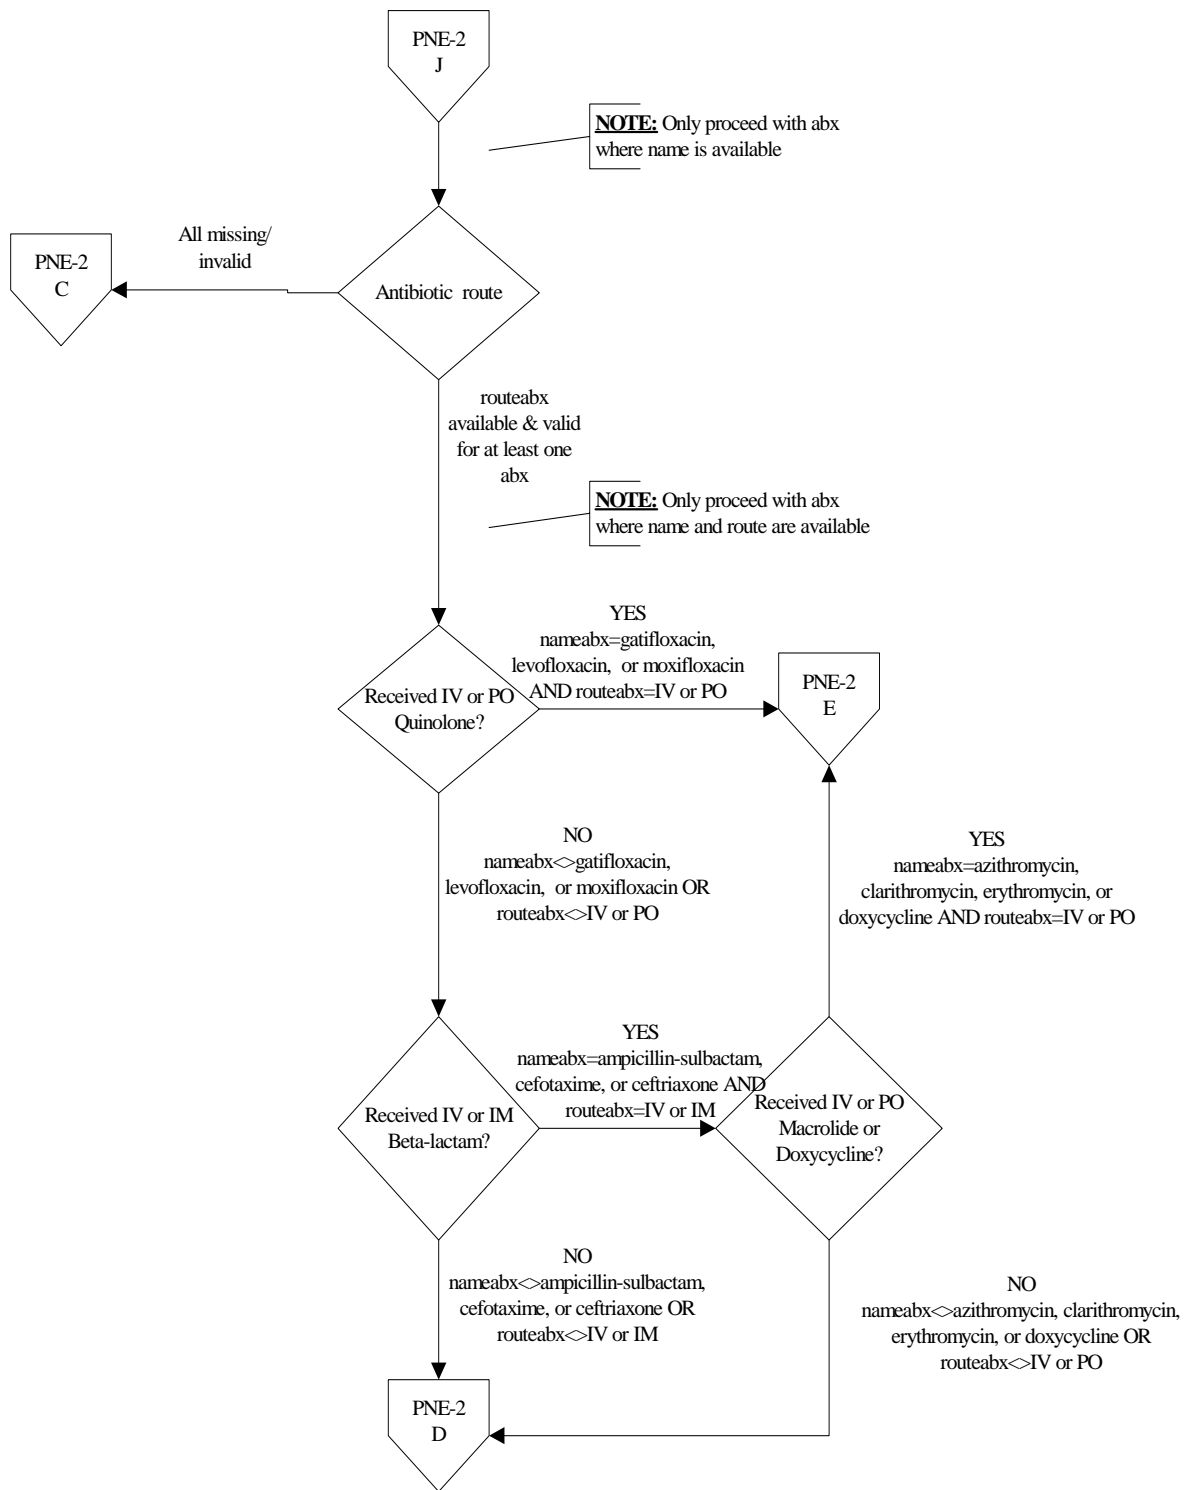 PNE-2
J
NOTE: Only proceed with abx
where name is available
All missing/
invalid
PNE-2
C
Antibiotic route
routeabx
available & valid
for at least one
abx
NOTE: Only proceed with abx
where name and route are available
YES
nameabx=gatifloxacin,
levofloxacin, or moxifloxacin
AND routeabx=IV or PO
Received IV or PO
Quinolone?
PNE-2
E
NO
nameabx<>gatifloxacin,
levofloxacin, or moxifloxacin OR
routeabx<>IV or PO
YES
nameabx=azithromycin,
clarithromycin, erythromycin, or
doxycycline AND routeabx=IV or PO
YES
nameabx=ampicillin-sulbactam,
cefotaxime, or ceftriaxone AND
routeabx=IV or IM
Received IV or IM
Beta-lactam?
Received IV or PO
Macrolide or
Doxycycline?
NO
nameabx<>ampicillin-sulbactam,
cefotaxime, or ceftriaxone OR
routeabx<>IV or IM
NO
nameabx<>azithromycin, clarithromycin,
erythromycin, or doxycycline OR
routeabx<>IV or PO
PNE-2
D